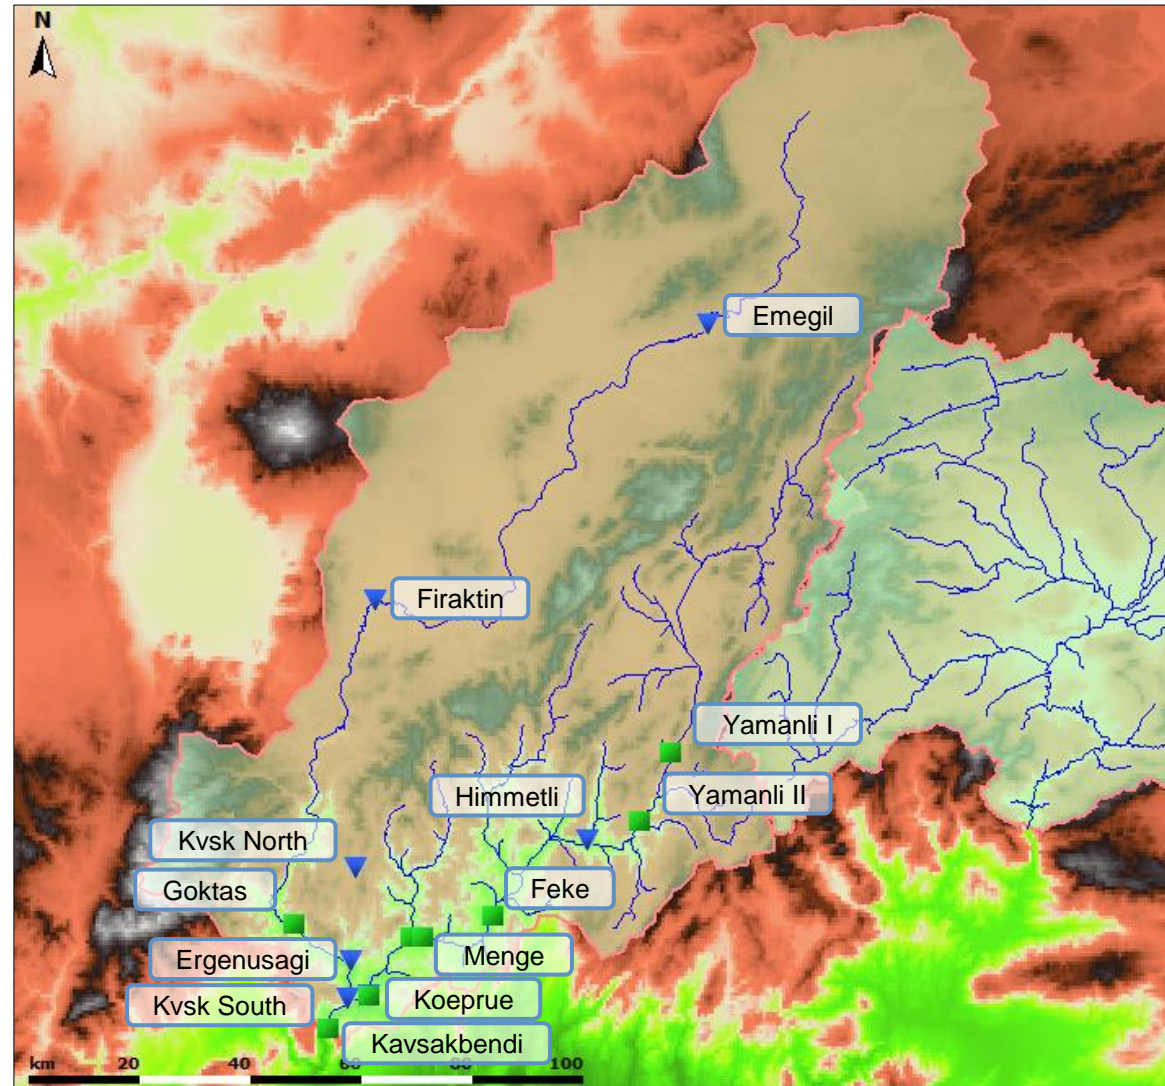 N
Emegil
Firaktin
Yamanli I
Himmetli
Yamanli II
Kvsk North
Goktas
Feke
Ergenusagi
Menge
Kvsk South
Koeprue
Kavsakbendi
km 20 40 60 80 100